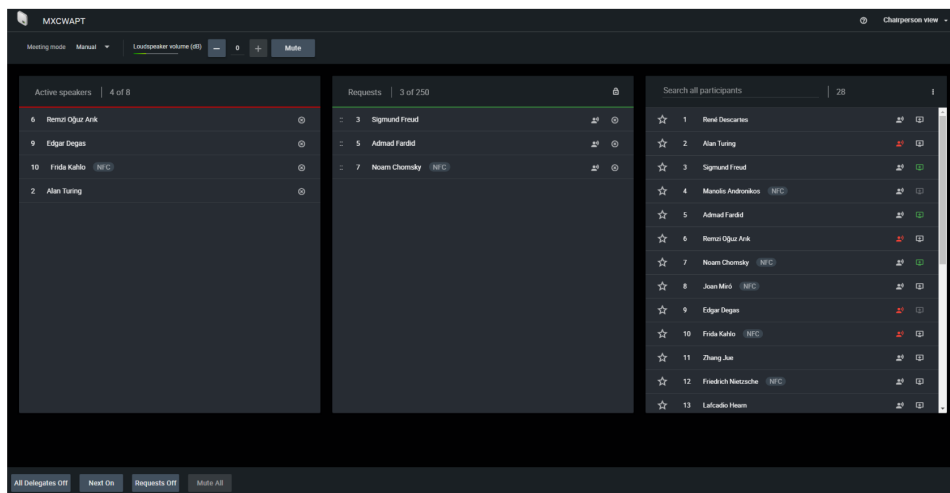 MXCWAPT
Chairperson view
Meeting mode Manual Loudspeaker volume (dB) 0 Mute
Active speakers 4 of 8
6 Remzi Oğuz Arık
9 Edgar Degas
10 Frida Kahlo NFC
2 Alan Turing
Requests 3 of 250
3 Sigmund Freud
5 Admad Fardid
7 Noam Chomsky NFC
Search all participants 28
1 René Descartes
2 Alan Turing
3 Sigmund Freud
4 Manolis Andronikos NFC
5 Admad Fardid
6 Remzi Oğuz Arık
7 Noam Chomsky NFC
8 Joan Miró NFC
9 Edgar Degas
10 Frida Kahlo NFC
11 Zhang Jue
12 Friedrich Nietzsche NFC
13 Lafcadio Hearn
All Delegates Off Next On Requests Off Mute All